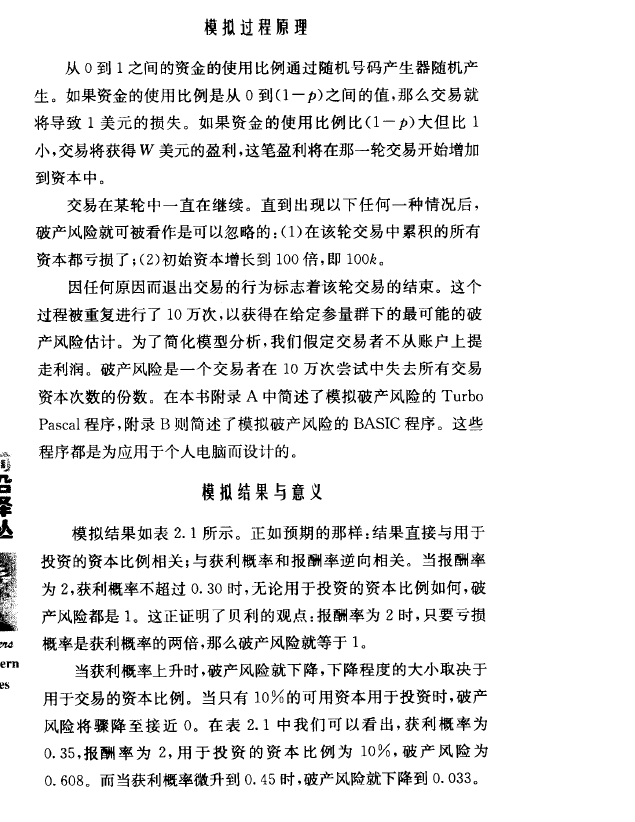 模拟过程原理
从 0 到 1 之间的资金的使用比例通过随机号码产生器随机产
生。如果资金的使用比例是从 0 到(1－p)之间的值,那么交易就
将导致 1 美元的损失。如果资金的使用比例比(1－p)大但比 1
小,交易将获得 W 美元的盈利,这笔盈利将在那一轮交易开始增加
到资本中。
交易在某轮中一直在继续。直到出现以下任何一种情况后,
破产风险就可被看作是可以忽略的:(1)在该轮交易中累积的所有
资本都亏损了;(2)初始资本增长到 100 倍,即 100k。
因任何原因而退出交易的行为标志着该轮交易的结束。这个
过程被重复进行了 10 万次,以获得在给定参量群下的最可能的破
产风险估计。为了简化模型分析,我们假定交易者不从账户上提
走利润。破产风险是一个交易者在 10 万次尝试中失去所有交易
资本次数的份数。在本书附录 A 中简述了模拟破产风险的 Turbo
Pascal 程序,附录 B 则简述了模拟破产风险的 BASIC 程序。这些
程序都是为应用于个人电脑而设计的。
模拟结果与意义
模拟结果如表 2.1 所示。正如预期的那样:结果直接与用于
投资的资本比例相关;与获利概率和报酬率逆向相关。当报酬率
为 2,获利概率不超过 0.30 时,无论用于投资的资本比例如何,破
产风险都是 1。这正证明了贝利的观点:报酬率为 2 时,只要亏损
概率是获利概率的两倍,那么破产风险就等于 1。
当获利概率上升时,破产风险就下降,下降程度的大小取决于
用于交易的资本比例。当只有 10%的可用资本用于投资时,破产
风险将骤降至接近 0。在表 2.1 中我们可以看出,获利概率为
0.35,报酬率为 2,用于投资的资本比例为 10%,破产风险为
0.608。而当获利概率微升到 0.45 时,破产风险就下降到 0.033。
ern
es